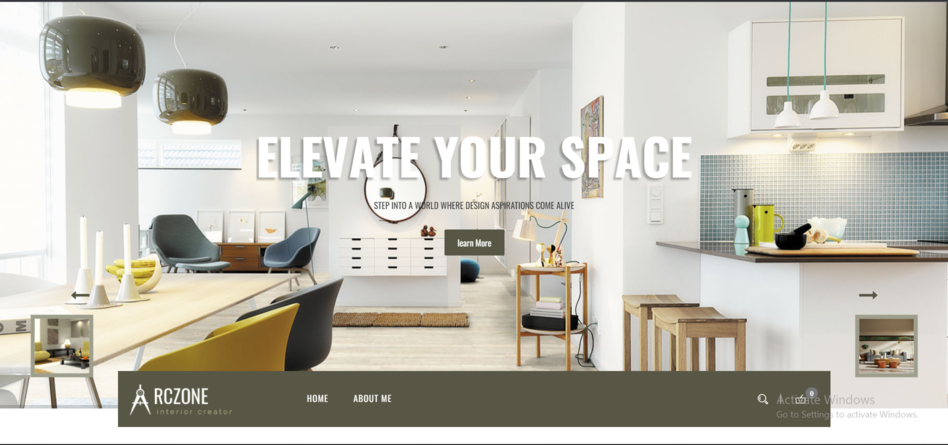 ELEVATE YOUR SPACE
STEP INTO A WORLD WHERE DESIGN ASPIRATIONS COME ALIVE
learn More
ARCZONE
interior creator
HOME
ABOUT ME
0
Activate Windows
Go to Settings to activate Windows.